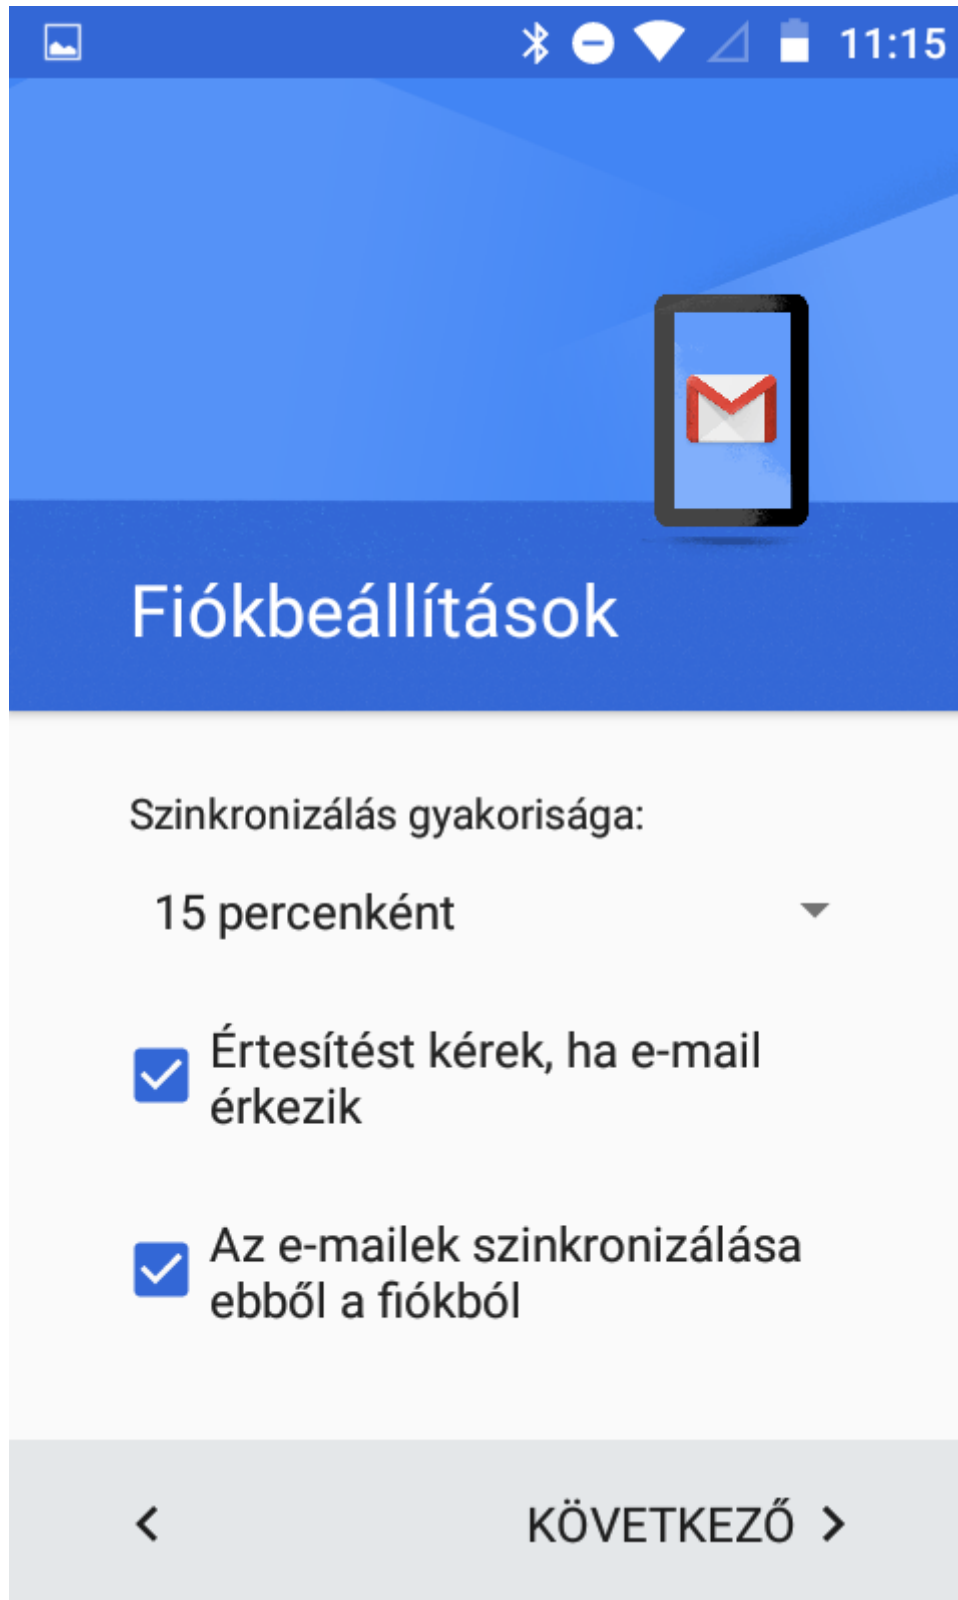 11:15
Fiókbeállítások
Szinkronizálás gyakorisága:
15 percenként
Értesítést kérek, ha e-mail
érkezik
Az e-mailek szinkronizálása
ebből a fiókból
KÖVETKEZŐ